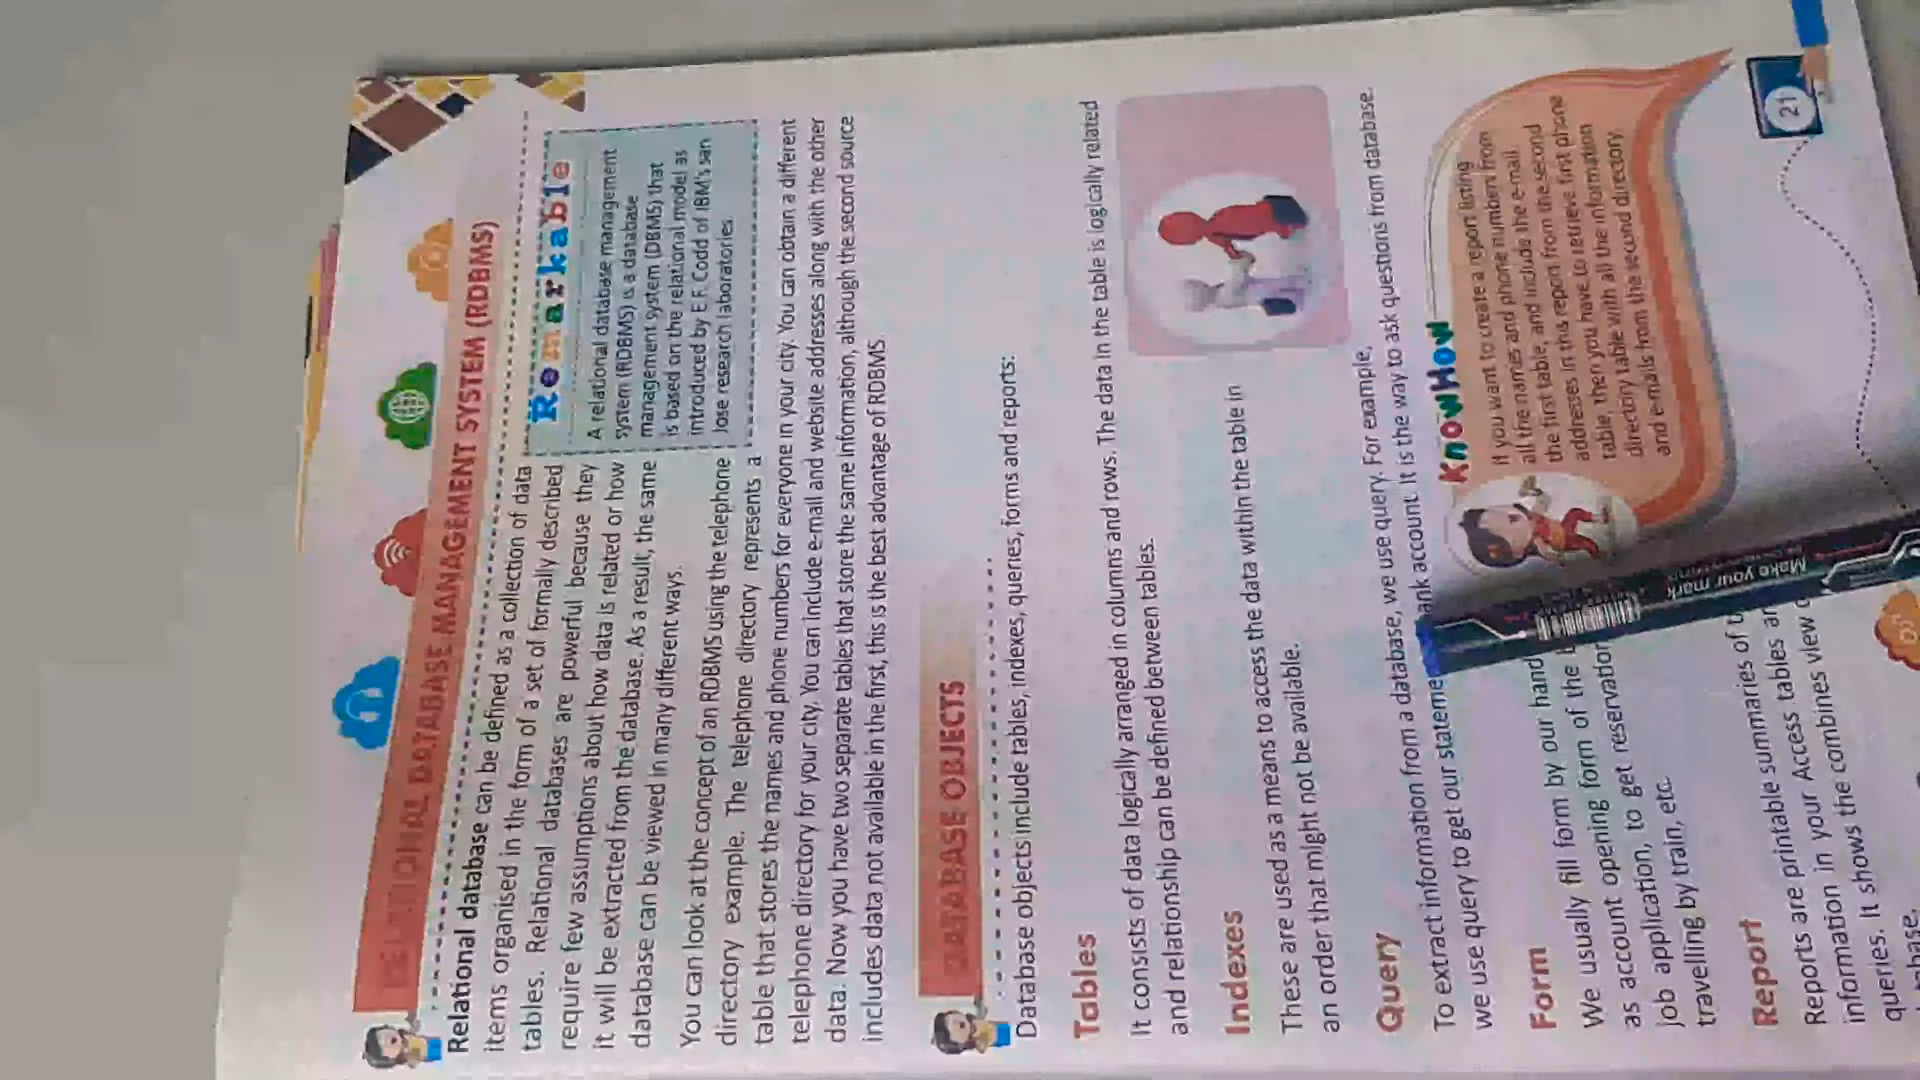 RELATIONAL DATABASE MANAGEMENT SYSTEM (RDBMS)
Relational database can be defined as a collection of data
items organised in the form of a set of formally described
tables. Relational databases are powerful because they
require few assumptions about how data is related or how
it will be extracted from the database. As a result, the same
database can be viewed in many different ways.
Remarkable
A relational database management
system (RDBMS) is a database
management system (DBMS) that
is based on the relational model as
introduced by E.F. Codd of IBM's san
Jose research laboratories.
You can look at the concept of an RDBMS using the telephone
directory example. The telephone directory represents a
table that stores the names and phone numbers for everyone in your city. You can obtain a different
telephone directory for your city. You can include e-mail and website addresses along with the other
data. Now you have two separate tables that store the same information, although the second source
includes data not available in the first, this is the best advantage of RDBMS.
DATABASE OBJECTS
Database objects include tables, indexes, queries, forms and reports:
Tables
It consists of data logically arranged in columns and rows. The data in the table is logically related
and relationship can be defined between tables.
Indexes
These are used as a means to access the data within the table in
an order that might not be available.
Query
To extract information from a database, we use query. For example,
we use query to get our stateme ank account. It is the way to ask questions from database.
Form
We usually fill form by our hand
as account opening form of the
job application, to get reservation
travelling by train, etc.
KnowHow
If you want to create a report listing
all the names and phone numbers from
the first table, and include the e-mail
addresses in this report from the second
table, then you have to retrieve first phone
directory table with all the information
and e-mails from the second directory.
Report
Reports are printable summaries of
information in your Access tables
queries. It shows the combines view
Make your mark
21